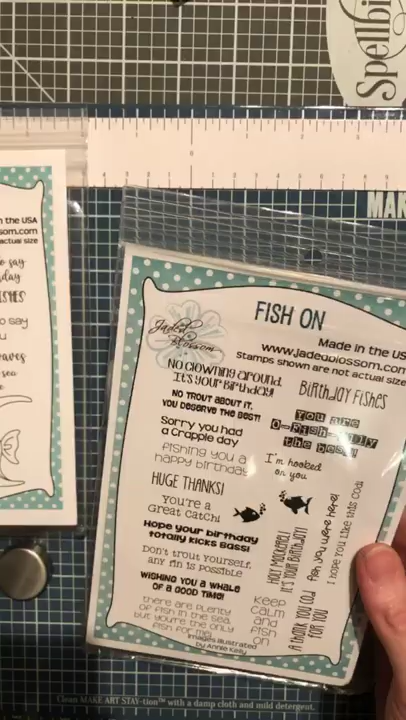 Spellbi
MAK
n the USA
som.com
actual size
o say
day
ISHES
o say
u
eaves
sea
e
FISH ON
Jaded
Blossom
Made in the US
www.jadedblossom.com
Stamps shown are not actual size
No clowning around,
It's your Birthday!
Birthday Fishes
No trout about it,
you deserve the best!
You are
O-fish-ally
the best!
Sorry you had
a Crappie day
I'm hooked
on you!
fishing you a
happy birthday
HUGE THANKS!
You're a
Great catch!
Hope your birthday
totally kicks Bass!
Don't trout yourself,
any fin is possible
Wishing you a whale
of a good time!
there are plenty
of fish in the sea,
but you're the only
fish for me!
KEEP
CALM
and
FISH
ON
Holy Mackerel!
It's your Birthday!
A thank you Cod
for you
Fish you were here!
I hope you like this Cod!
images illustrated
by Annie Kelly
Clean MAKE ART STAY-tion™ with a damp cloth and mild detergent.